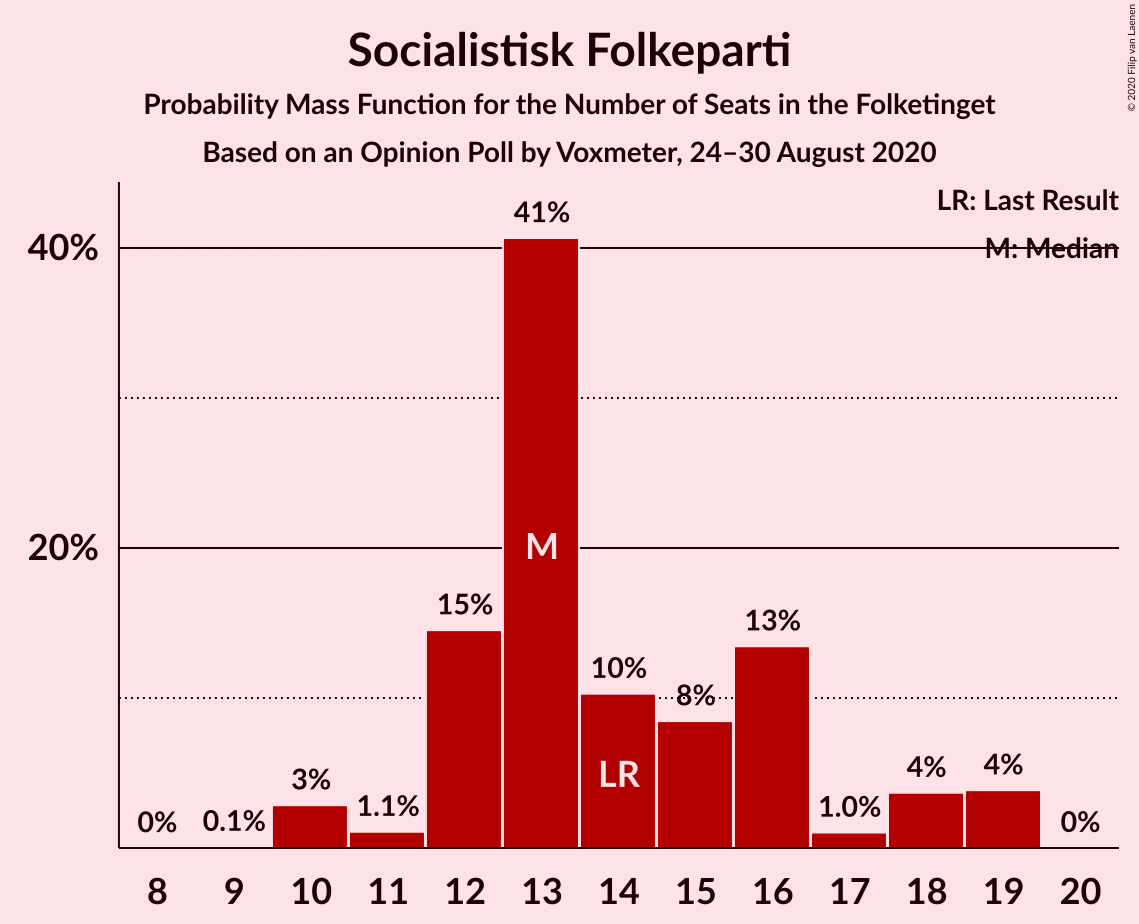 Socialistisk Folkeparti
Probability Mass Function for the Number of Seats in the Folketinget
Based on an Opinion Poll by Voxmeter, 24–30 August 2020
© 2020 Filip van Laenen
LR: Last Result
M: Median
40%
20%
0%
0.1%
3%
1.1%
15%
41%
10%
8%
13%
1.0%
4%
4%
0%
M
LR
8 9 10 11 12 13 14 15 16 17 18 19 20